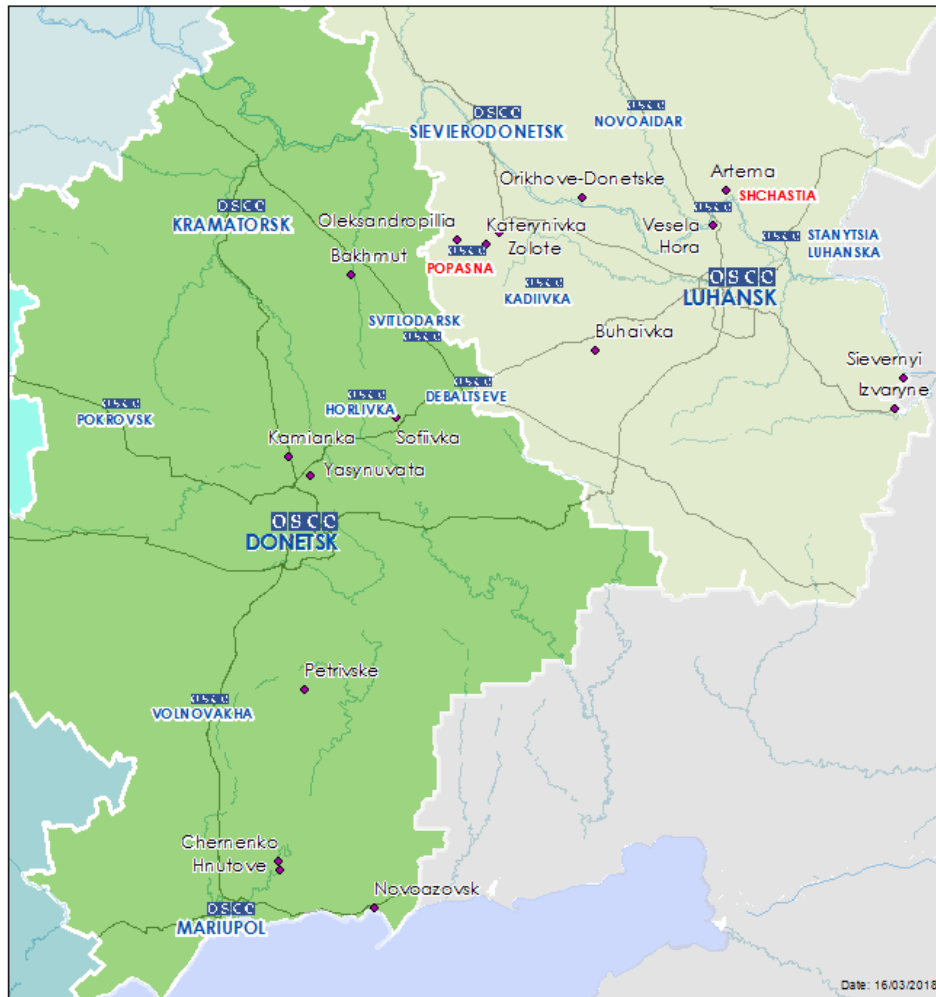 OSCE
SIEVIERODONETSK
OSCE
NOVOAIDAR
Orikhove-Donetske
Artema
SHCHASTIA
OSCE
KRAMATORSK
Oleksandropillia
Katerynivka
Zolote
OSCE
Vesela
Hora
OSCE
STANYTSIA
LUHANSKA
OSCE
POPASNA
Bakhmut
OSCE
KADIIVKA
OSCE
LUHANSK
SVITLODARSK
OSCE
Buhaivka
Sievernyi
Izvaryne
OSCE
POKROVSK
OSCE
HORLIVKA
OSCE
DEBALTSEVE
Sofiivka
Kamianka
Yasynuvata
OSCE
DONETSK
Petrivske
OSCE
VOLNOVAKHA
Chernenko
Hnutove
Novoazovsk
OSCE
MARIUPOL
Date: 16/03/2018